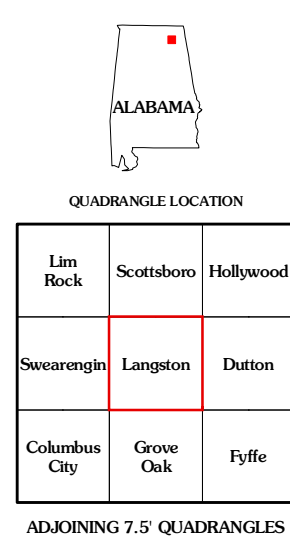 ALABAMA
QUADRANGLE LOCATION
Lim
Rock
Scottsboro
Hollywood
Swearengin
Langston
Dutton
Columbus
City
Grove
Oak
Fyffe
ADJOINING 7.5' QUADRANGLES